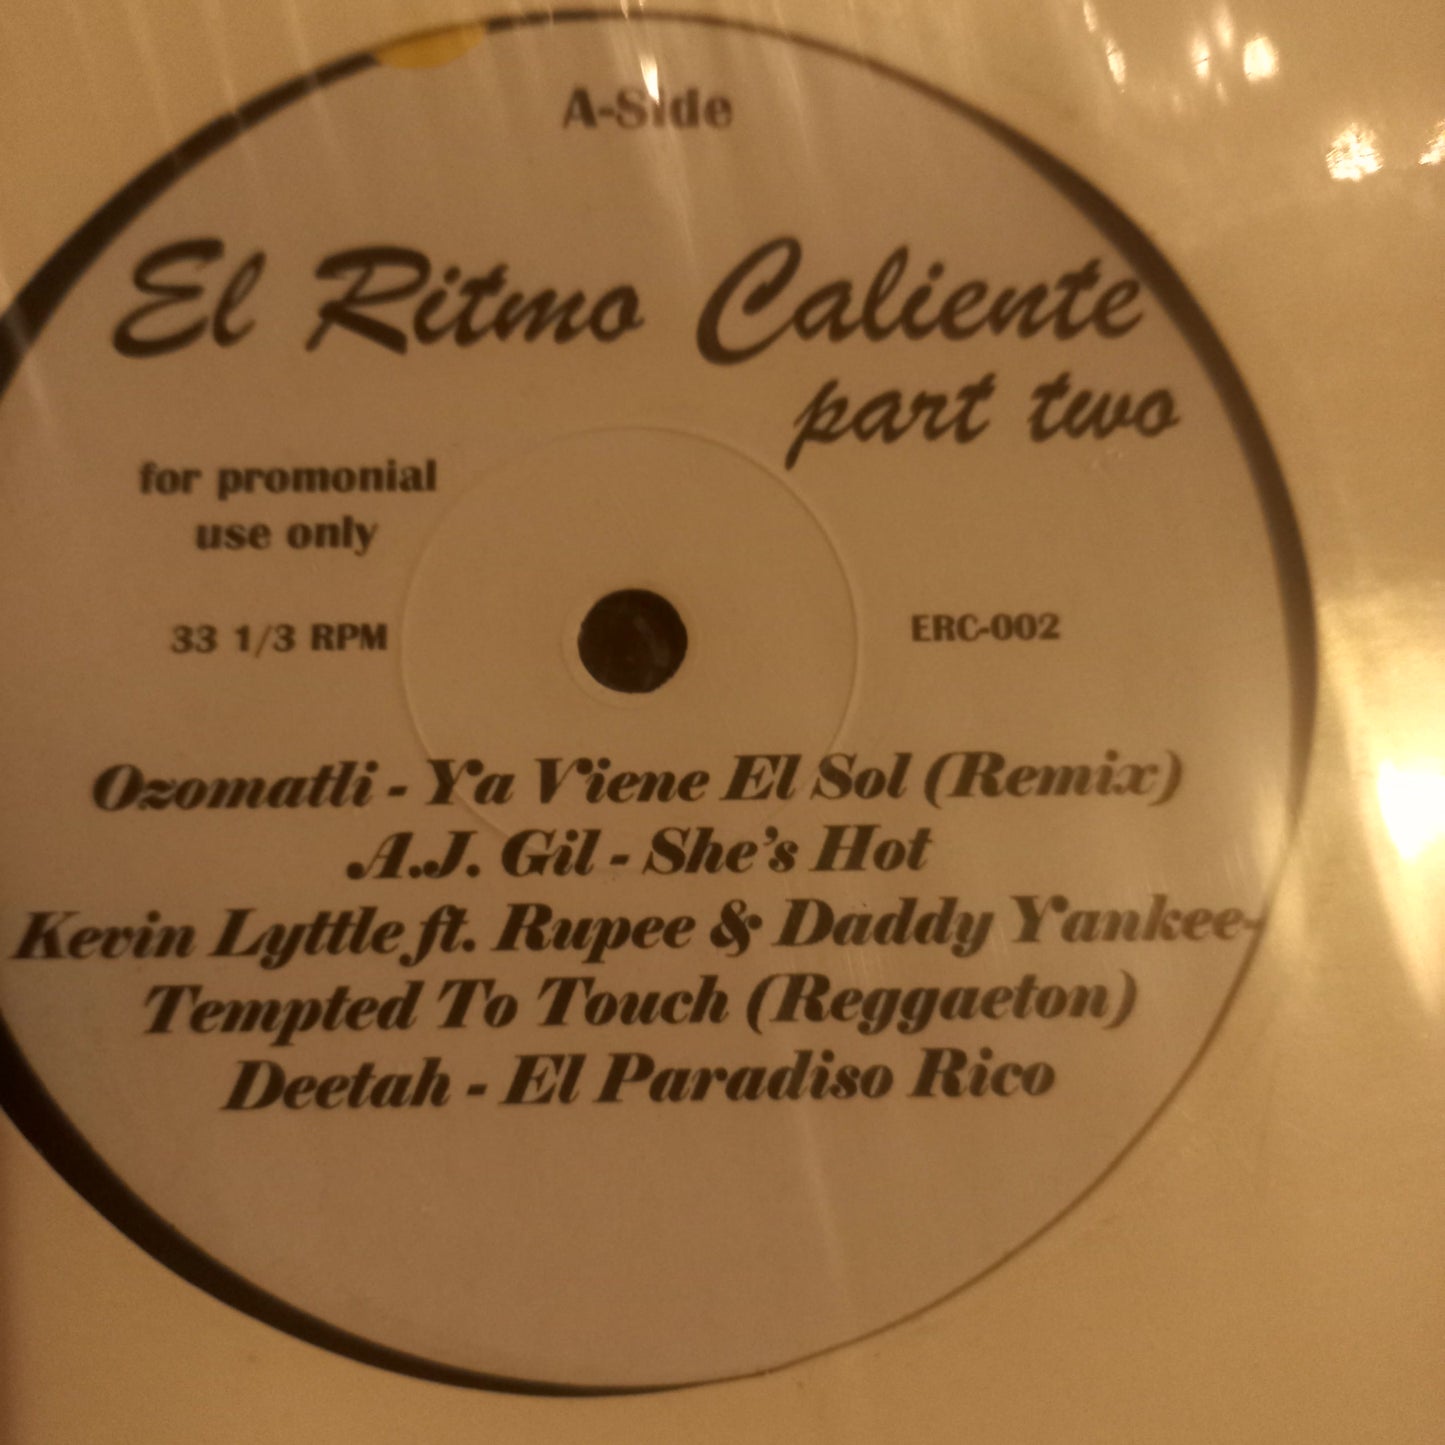 A-Side
El Ritmo Caliente
part two
for promonial
use only
33 1/3 RPM
ERC-002
Ozomatli - Ya Viene El Sol (Remix)
A.J. Gil - She's Hot
Kevin Lyttle ft. Rupee & Daddy Yankee-
Tempted To Touch (Reggaeton)
Deetah - El Paradiso Rico